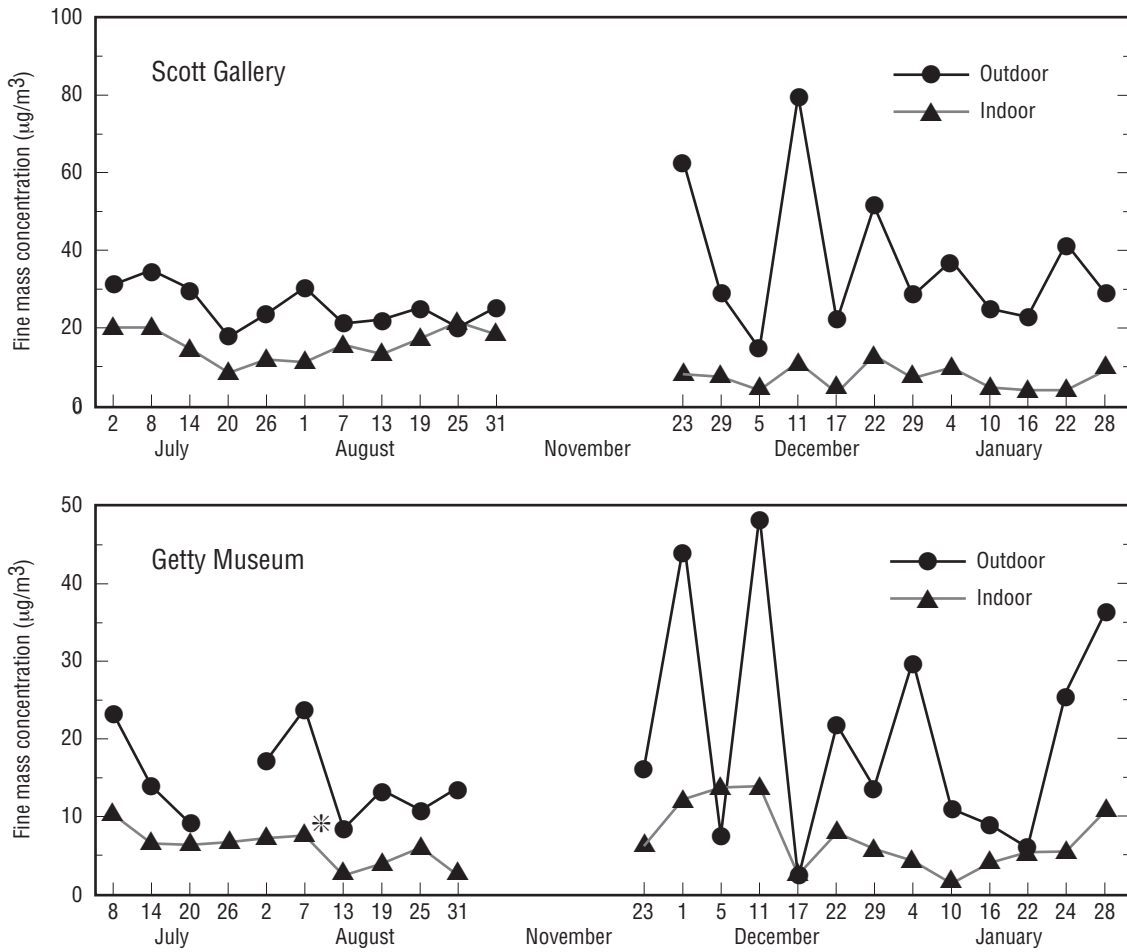 100
Scott Gallery
Outdoor
Indoor
80
60
40
20
0
Fine mass concentration (µg/m3)
2 8 14 20 26 1 7 13 19 25 31 23 29 5 11 17 22 29 4 10 16 22 28
July August November December January
50
Getty Museum
Outdoor
Indoor
40
30
20
10
0
Fine mass concentration (µg/m3)
8 14 20 26 2 7 13 19 25 31 23 1 5 11 17 22 29 4 10 16 22 24 28
July August November December January